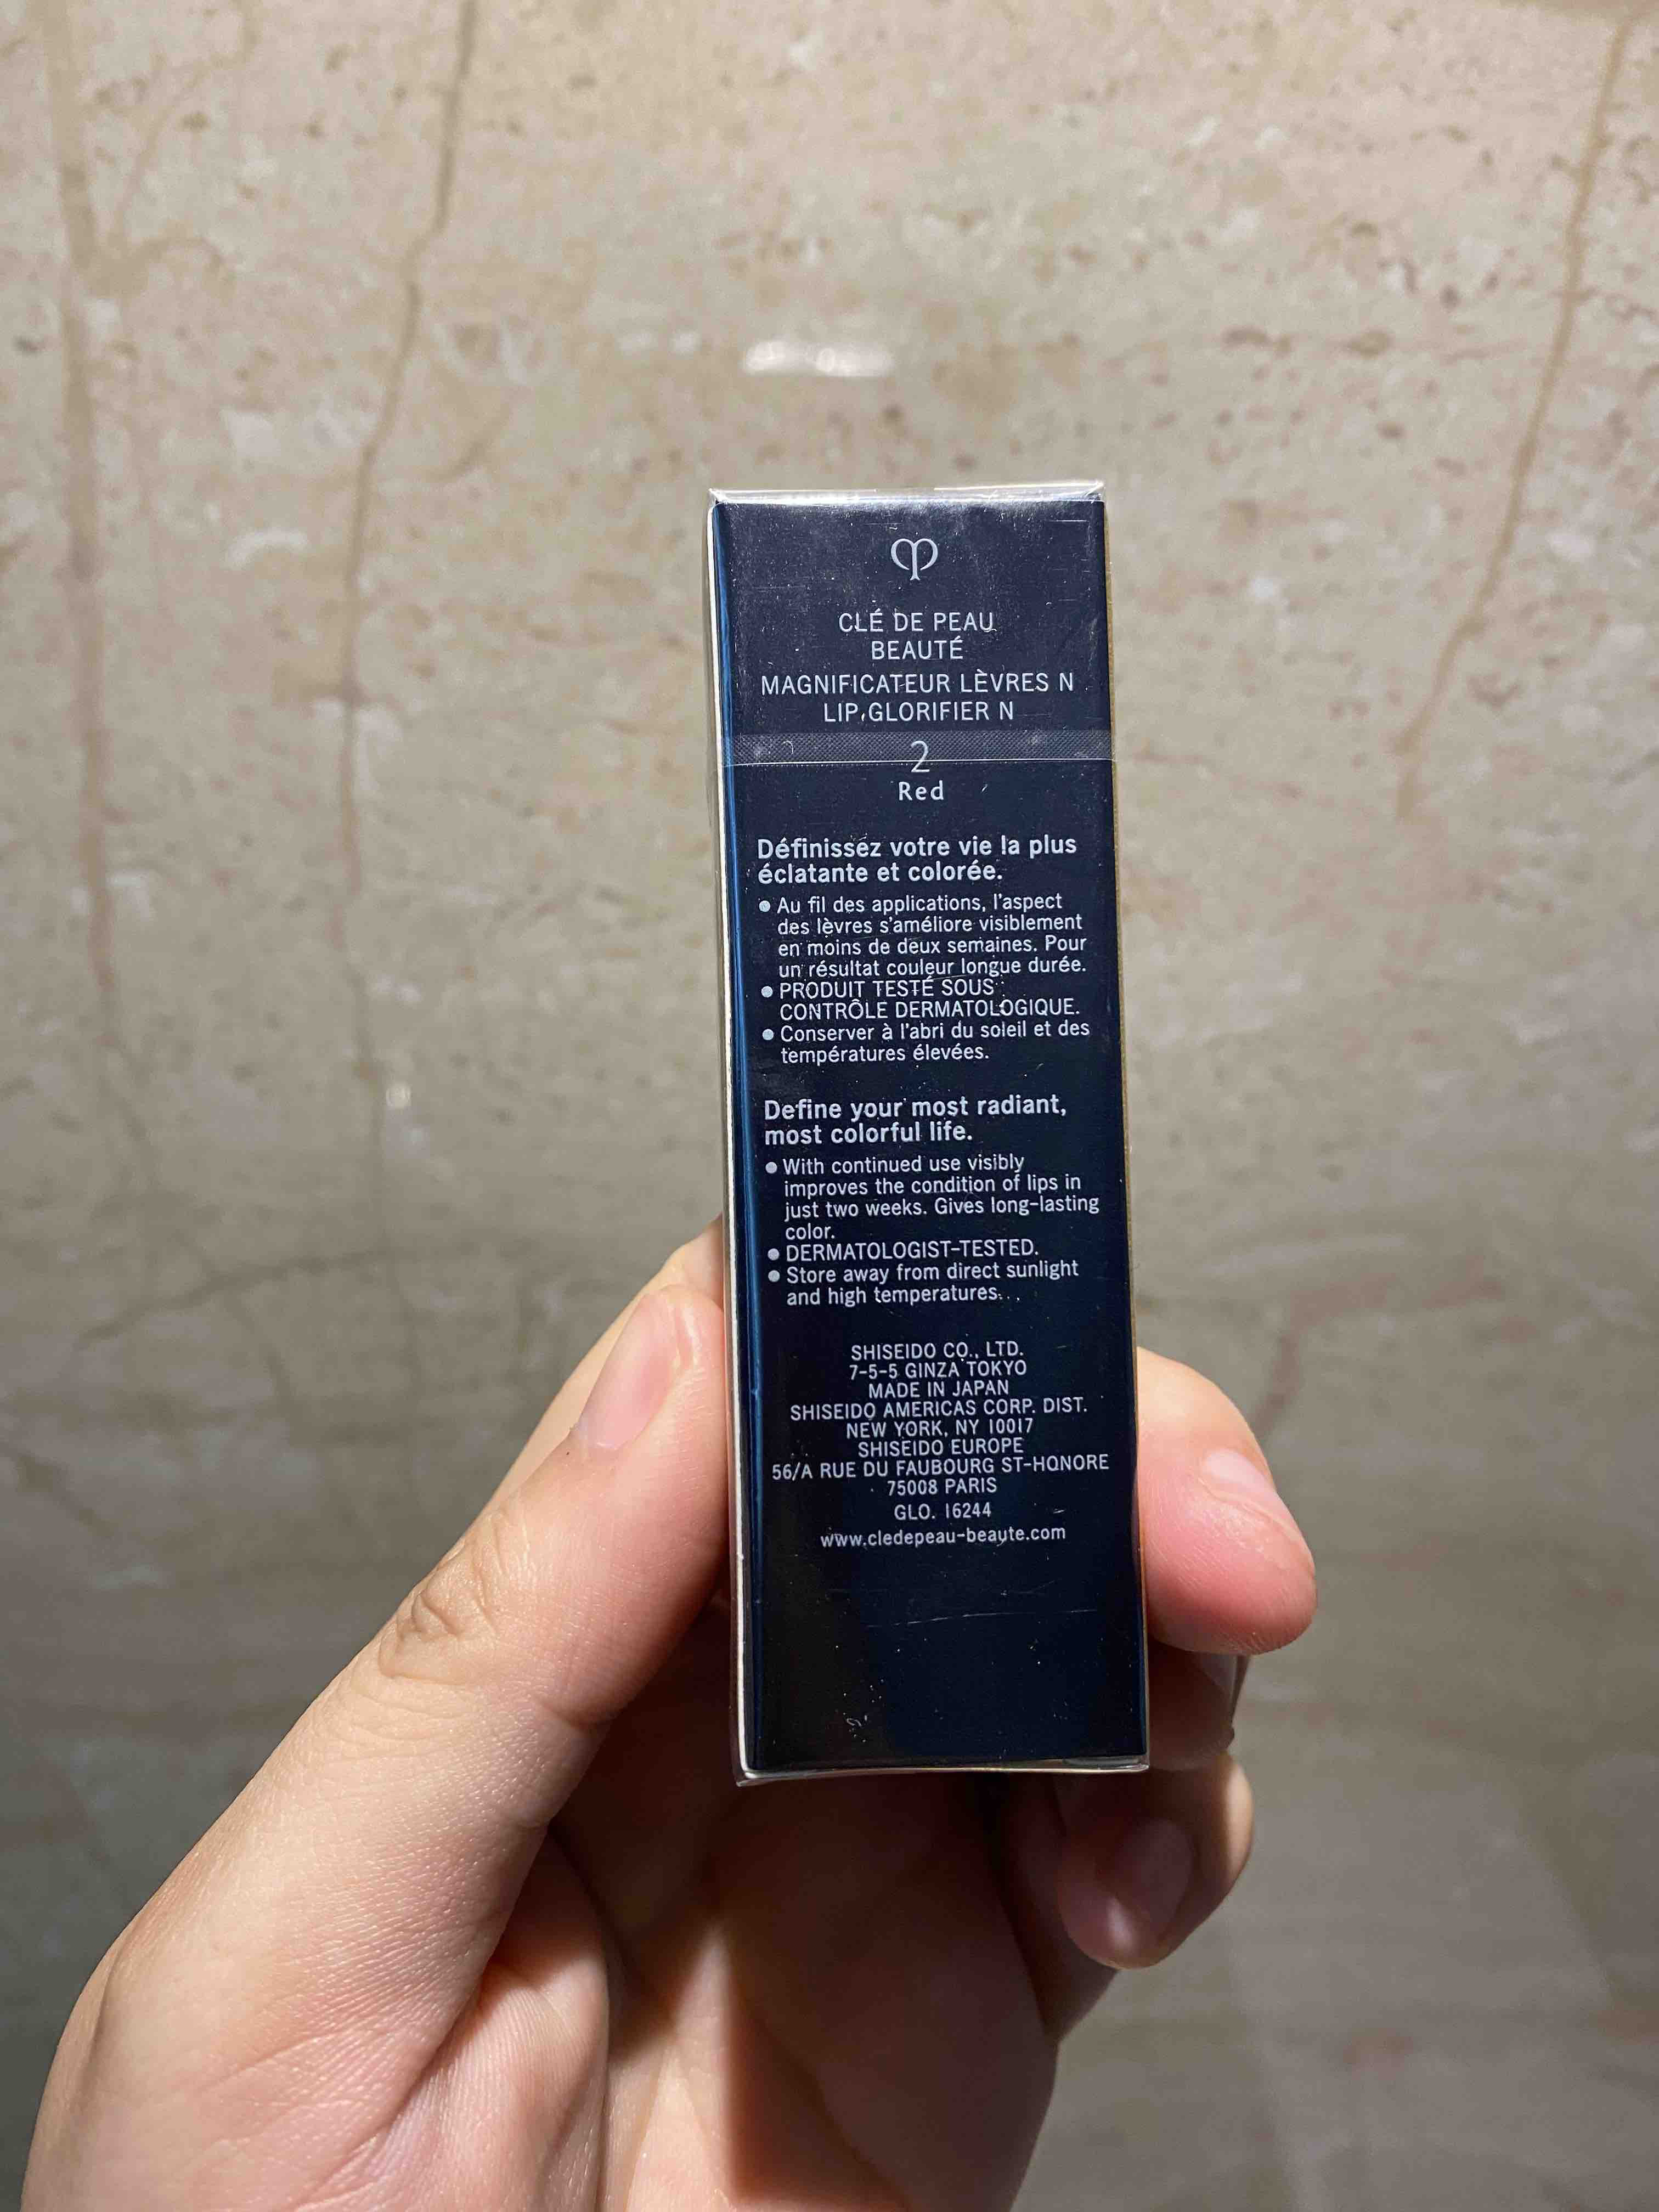 CLÉ DE PEAU
BEAUTÉ
MAGNIFICATEUR LÈVRES N
LIP GLORIFIER N
2
Red
Définissez votre vie la plus
éclatante et colorée.
● Au fil des applications, l'aspect
des lèvres s'améliore visiblement
en moins de deux semaines. Pour
un résultat couleur longue durée.
● PRODUIT TESTÉ SOUS
CONTRÔLE DERMATOLOGIQUE.
● Conserver à l'abri du soleil et des
températures élevées.
Define your most radiant,
most colorful life.
● With continued use visibly
improves the condition of lips in
just two weeks. Gives long-lasting
color.
● DERMATOLOGIST-TESTED.
● Store away from direct sunlight
and high temperatures.
SHISEIDO CO., LTD.
7-5-5 GINZA TOKYO
MADE IN JAPAN
SHISEIDO AMERICAS CORP. DIST.
NEW YORK, NY 10017
SHISEIDO EUROPE
56/A RUE DU FAUBOURG ST-HONORE
75008 PARIS
GLO. 16244
www.cledepeau-beaute.com